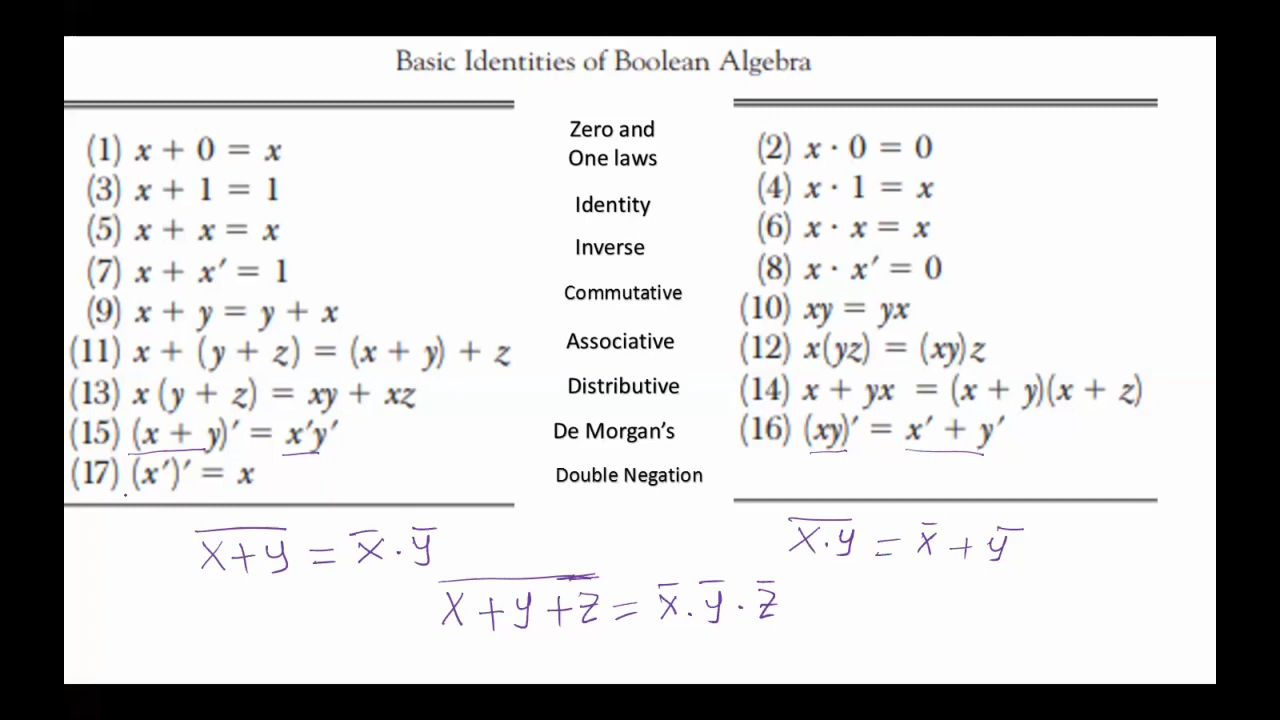 Basic Identities of Boolean Algebra
(1) x + 0 = x
(3) x + 1 = 1
(5) x + x = x
(7) x + x′ = 1
(9) x + y = y + x
(11) x + (y + z) = (x + y) + z
(13) x (y + z) = xy + xz
(15) (x + y)′ = x′y′
(17) (x′)′ = x
Zero and
One laws
Identity
Inverse
Commutative
Associative
Distributive
De Morgan's
Double Negation
(2) x · 0 = 0
(4) x · 1 = x
(6) x · x = x
(8) x · x′ = 0
(10) xy = yx
(12) x(yz) = (xy)z
(14) x + yx = (x + y)(x + z)
(16) (xy)′ = x′ + y′
x̅+̅y̅ = x̅ · y̅
x̅·̅y̅ = x̅ + y̅
x̅+̅y̅+̅z̅ = x̅ · y̅ · z̅